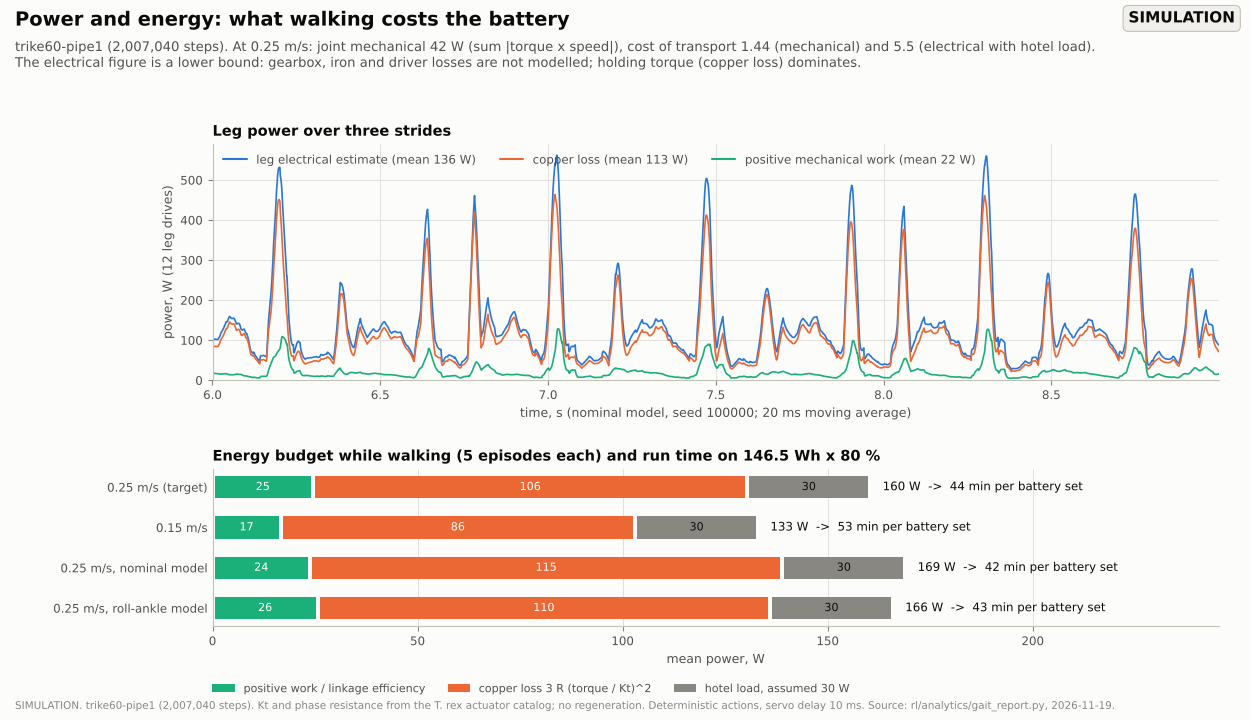 Power and energy: what walking costs the battery
SIMULATION
trike60-pipe1 (2,007,040 steps). At 0.25 m/s: joint mechanical 42 W (sum |torque x speed|), cost of transport 1.44 (mechanical) and 5.5 (electrical with hotel load).
The electrical figure is a lower bound: gearbox, iron and driver losses are not modelled; holding torque (copper loss) dominates.
Leg power over three strides
leg electrical estimate (mean 136 W)
copper loss (mean 113 W)
positive mechanical work (mean 22 W)
power, W (12 leg drives)
500
400
300
200
100
0
6.0
6.5
7.0
7.5
8.0
8.5
time, s (nominal model, seed 100000; 20 ms moving average)
Energy budget while walking (5 episodes each) and run time on 146.5 Wh x 80 %
0.25 m/s (target)
25
106
30
160 W -> 44 min per battery set
0.15 m/s
17
86
30
133 W -> 53 min per battery set
0.25 m/s, nominal model
24
115
30
169 W -> 42 min per battery set
0.25 m/s, roll-ankle model
26
110
30
166 W -> 43 min per battery set
0
50
100
150
200
mean power, W
positive work / linkage efficiency
copper loss 3 R (torque / Kt)^2
hotel load, assumed 30 W
SIMULATION. trike60-pipe1 (2,007,040 steps). Kt and phase resistance from the T. rex actuator catalog; no regeneration. Deterministic actions, servo delay 10 ms. Source: rl/analytics/gait_report.py, 2026-11-19.